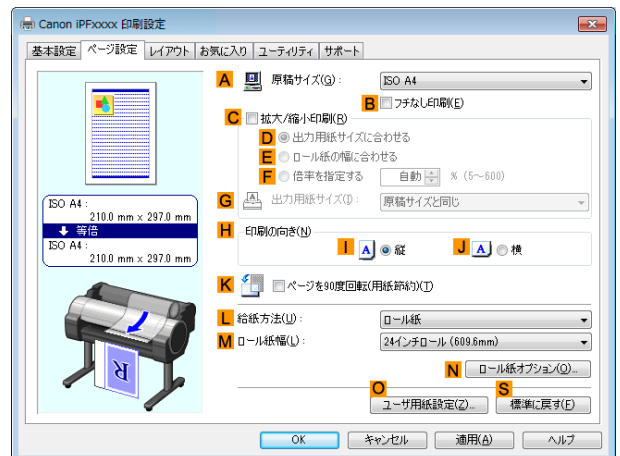 Canon iPFxxxx 印刷設定
基本設定 ページ設定 レイアウト お気に入り ユーティリティ サポート
A 原稿サイズ(G): ISO A4
B フチなし印刷(E)
C 拡大/縮小印刷(R)
D 出力用紙サイズに合わせる
E ロール紙の幅に合わせる
F 倍率を指定する 自動 % (5～600)
G 出力用紙サイズ(I): 原稿サイズと同じ
ISO A4:
210.0 mm x 297.0 mm
等倍
ISO A4:
210.0 mm x 297.0 mm
H 印刷の向き(N)
I A 縦 J A 横
K ページを90度回転(用紙節約)(T)
L 給紙方法(U): ロール紙
M ロール紙幅(L): 24インチロール (609.6mm)
N ロール紙オプション(O)...
O S
ユーザ用紙設定(Z)... 標準に戻す(F)
R
OK キャンセル 適用(A) ヘルプ